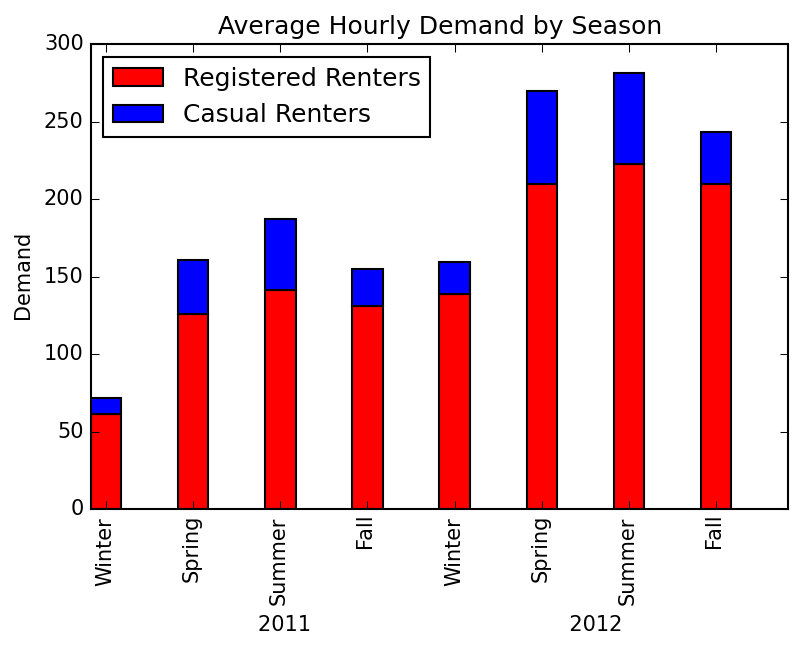 Average Hourly Demand by Season
300
250
200
150
100
50
0
Demand
Registered Renters
Casual Renters
Winter
Spring
Summer
Fall
Winter
Spring
Summer
Fall
2011
2012